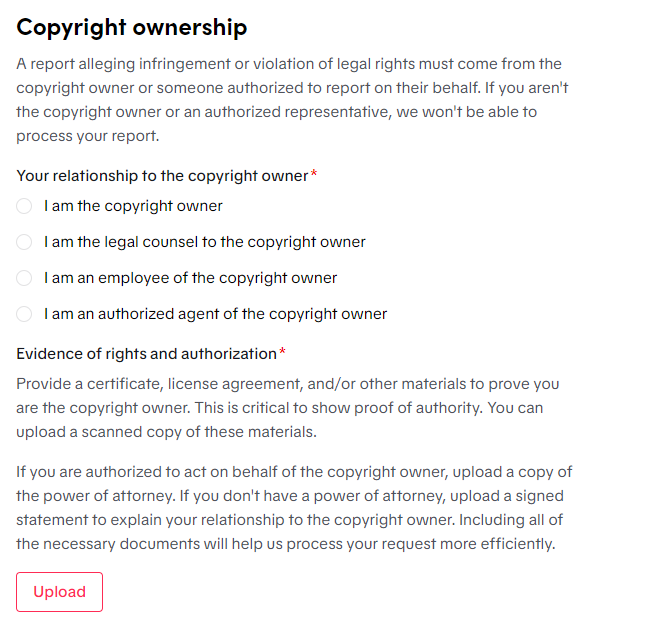 Copyright ownership
A report alleging infringement or violation of legal rights must come from the
copyright owner or someone authorized to report on their behalf. If you aren't
the copyright owner or an authorized representative, we won't be able to
process your report.
Your relationship to the copyright owner*
I am the copyright owner
I am the legal counsel to the copyright owner
I am an employee of the copyright owner
I am an authorized agent of the copyright owner
Evidence of rights and authorization*
Provide a certificate, license agreement, and/or other materials to prove you
are the copyright owner. This is critical to show proof of authority. You can
upload a scanned copy of these materials.
If you are authorized to act on behalf of the copyright owner, upload a copy of
the power of attorney. If you don't have a power of attorney, upload a signed
statement to explain your relationship to the copyright owner. Including all of
the necessary documents will help us process your request more efficiently.
Upload